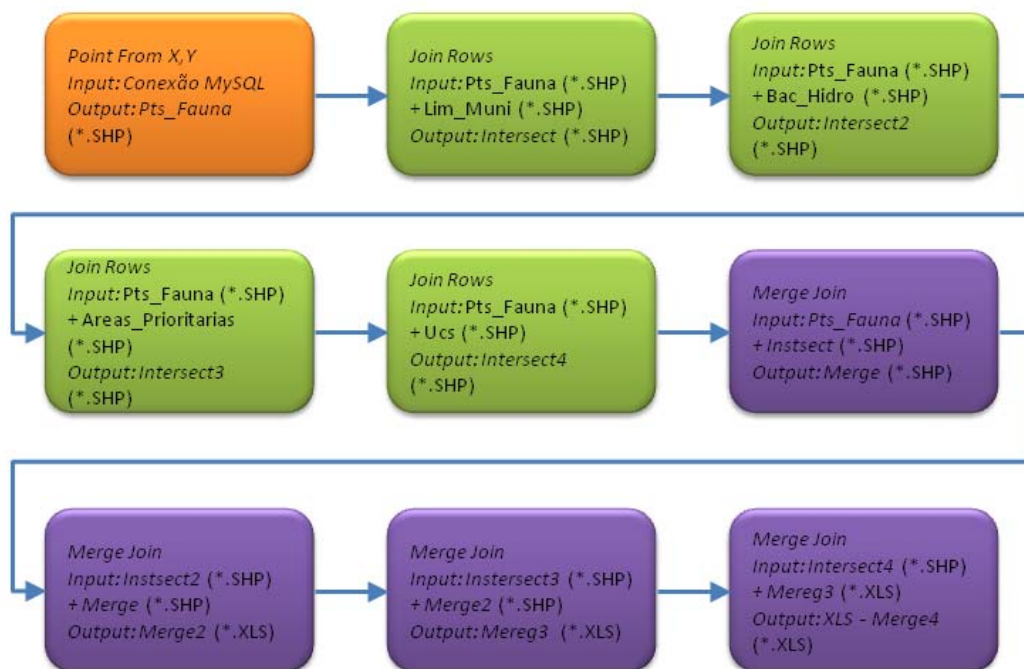 Point From X,Y
Input: Conexão MySQL
Output: Pts_Fauna
(*.SHP)
Join Rows
Input: Pts_Fauna (*.SHP)
+ Lim_Muni (*.SHP)
Output: Intersect (*.SHP)
Join Rows
Input: Pts_Fauna (*.SHP)
+ Bac_Hidro (*.SHP)
Output: Intersect2
(*.SHP)
Join Rows
Input: Pts_Fauna (*.SHP)
+ Areas_Prioritarias
(*.SHP)
Output: Intersect3
(*.SHP)
Join Rows
Input: Pts_Fauna (*.SHP)
+ Ucs (*.SHP)
Output: Intersect4
(*.SHP)
Merge Join
Input: Pts_Fauna (*.SHP)
+ Instsect (*.SHP)
Output: Merge (*.SHP)
Merge Join
Input: Instsect2 (*.SHP)
+ Merge (*.SHP)
Output: Merge2 (*.XLS)
Merge Join
Input: Instersect3 (*.SHP)
+ Merge2 (*.SHP)
Output: Mereg3 (*.XLS)
Merge Join
Input: Intersect4 (*.SHP)
+ Mereg3 (*.XLS)
Output: XLS - Merge4
(*.XLS)